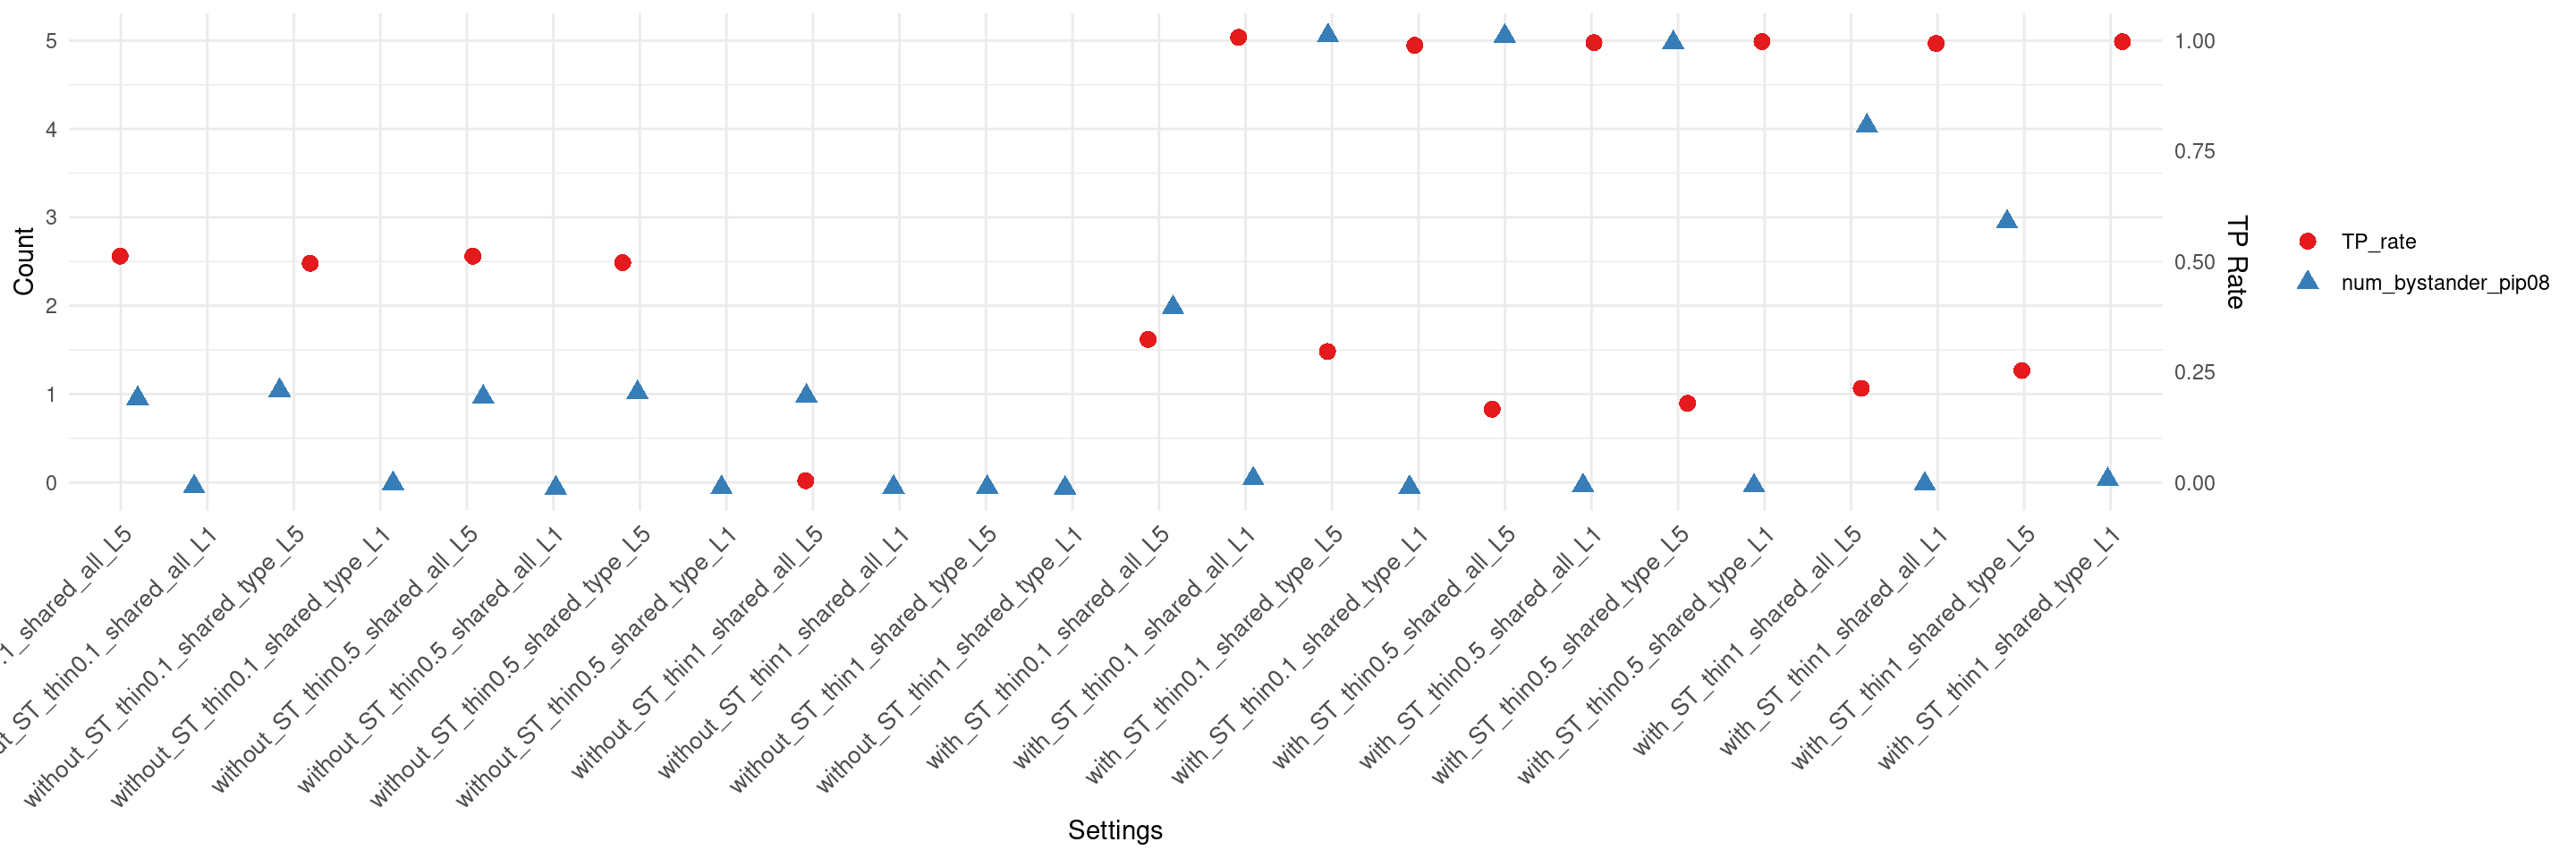 5
4
3
2
1
0
Count
1.00
0.75
0.50
0.25
0.00
TP Rate
TP_rate
num_bystander_pip08
.1_shared_all_L5
ut_ST_thin0.1_shared_all_L1
without_ST_thin0.1_shared_type_L5
without_ST_thin0.1_shared_type_L1
without_ST_thin0.5_shared_all_L5
without_ST_thin0.5_shared_all_L1
without_ST_thin0.5_shared_type_L5
without_ST_thin0.5_shared_type_L1
without_ST_thin1_shared_all_L5
without_ST_thin1_shared_all_L1
without_ST_thin1_shared_type_L5
without_ST_thin1_shared_type_L1
with_ST_thin0.1_shared_all_L5
with_ST_thin0.1_shared_all_L1
with_ST_thin0.1_shared_type_L5
with_ST_thin0.1_shared_type_L1
with_ST_thin0.5_shared_all_L5
with_ST_thin0.5_shared_all_L1
with_ST_thin0.5_shared_type_L5
with_ST_thin0.5_shared_type_L1
with_ST_thin1_shared_all_L5
with_ST_thin1_shared_all_L1
with_ST_thin1_shared_type_L5
with_ST_thin1_shared_type_L1
Settings